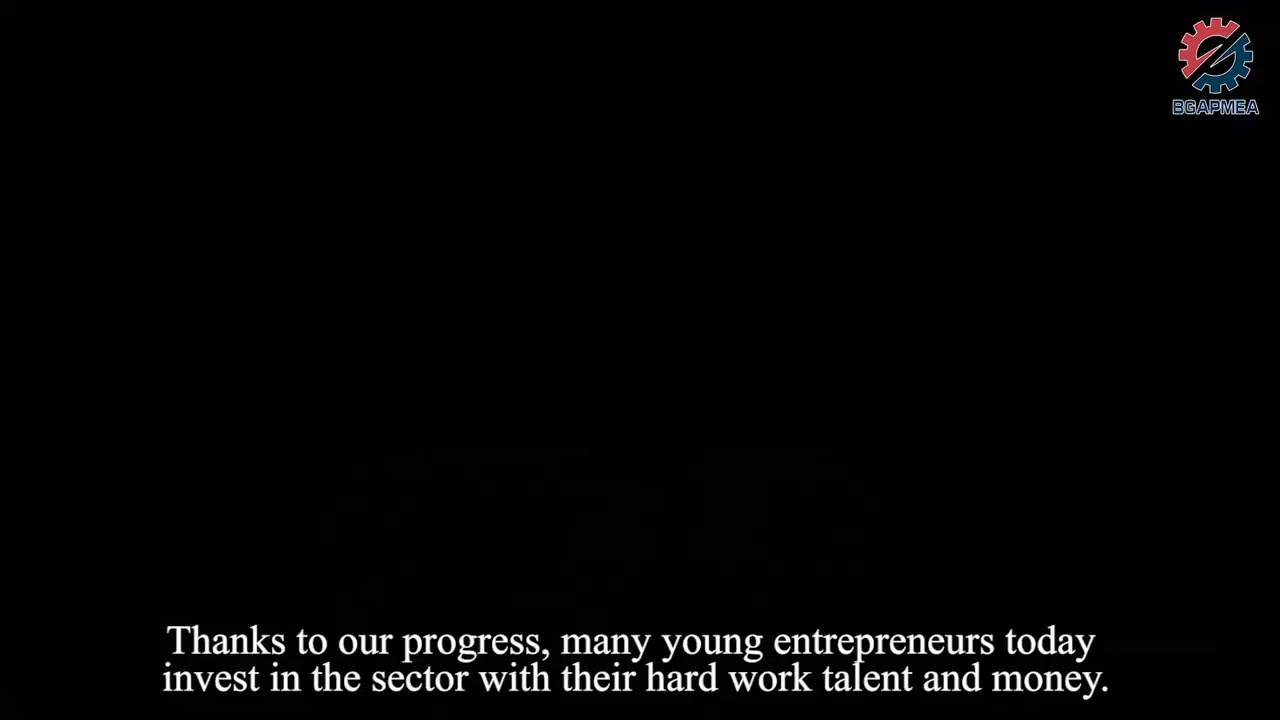 BGAPMEA
Thanks to our progress, many young entrepreneurs today
invest in the sector with their hard work talent and money.